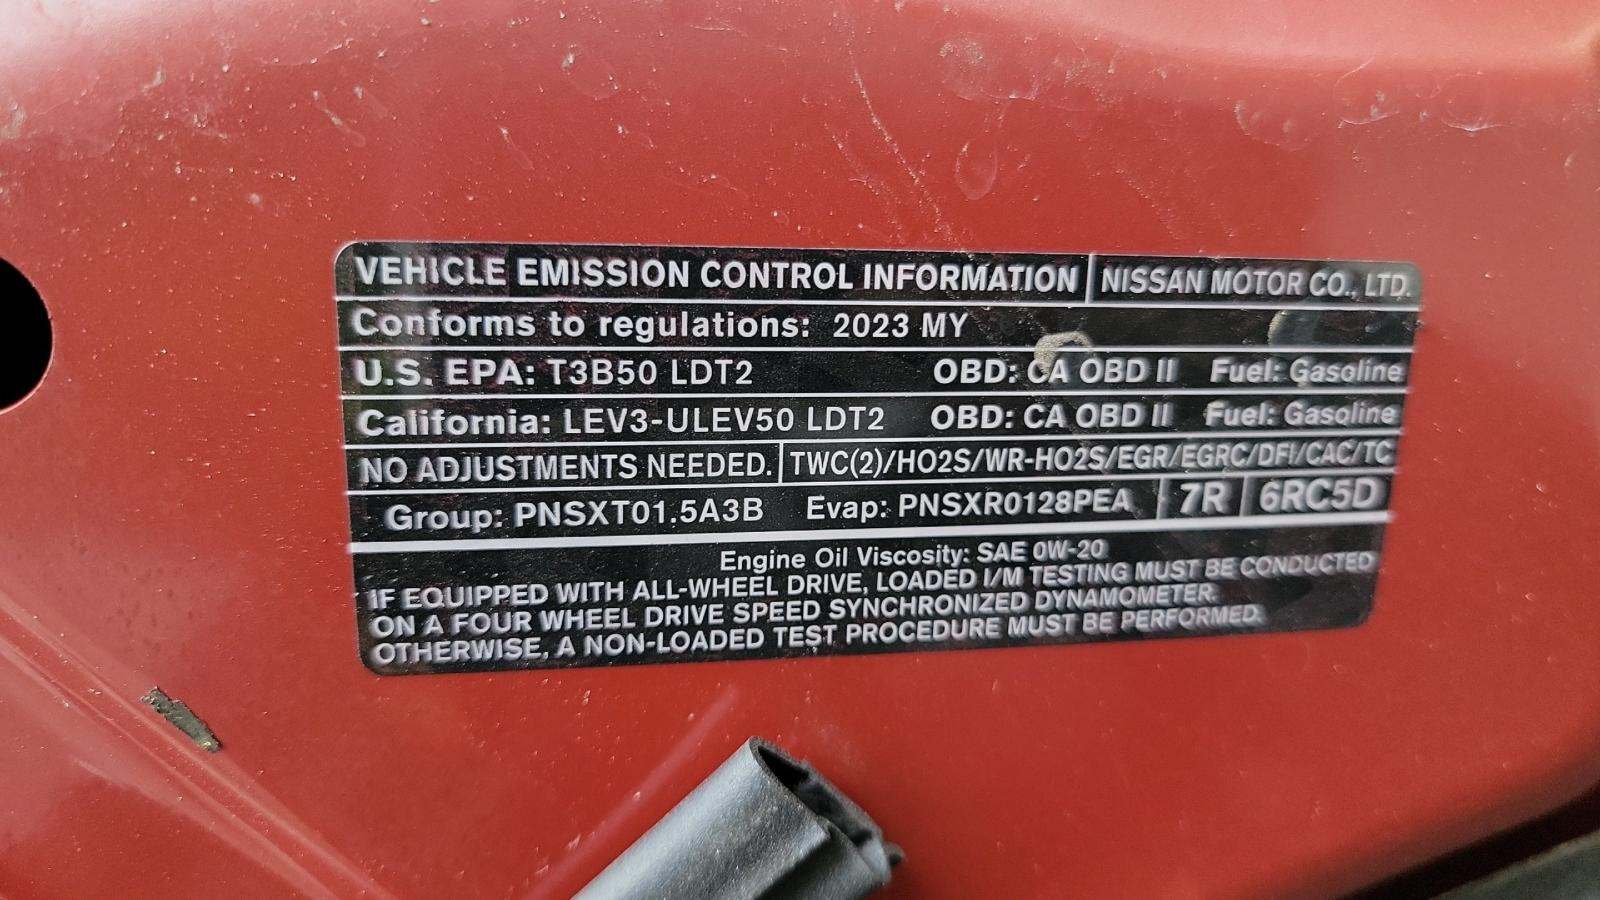 VEHICLE EMISSION CONTROL INFORMATION NISSAN MOTOR CO., LTD.
Conforms to regulations: 2023 MY
U.S. EPA: T3B50 LDT2 OBD: CA OBD II Fuel: Gasoline
California: LEV3-ULEV50 LDT2 OBD: CA OBD II Fuel: Gasoline
NO ADJUSTMENTS NEEDED. TWC(2)/HO2S/WR-HO2S/EGR/EGRC/DFI/CAC/TC
Group: PNSXT01.5A3B Evap: PNSXR0128PEA 7R 6RC5D
Engine Oil Viscosity: SAE 0W-20
IF EQUIPPED WITH ALL-WHEEL DRIVE, LOADED I/M TESTING MUST BE CONDUCTED
ON A FOUR WHEEL DRIVE SPEED SYNCHRONIZED DYNAMOMETER.
OTHERWISE, A NON-LOADED TEST PROCEDURE MUST BE PERFORMED.